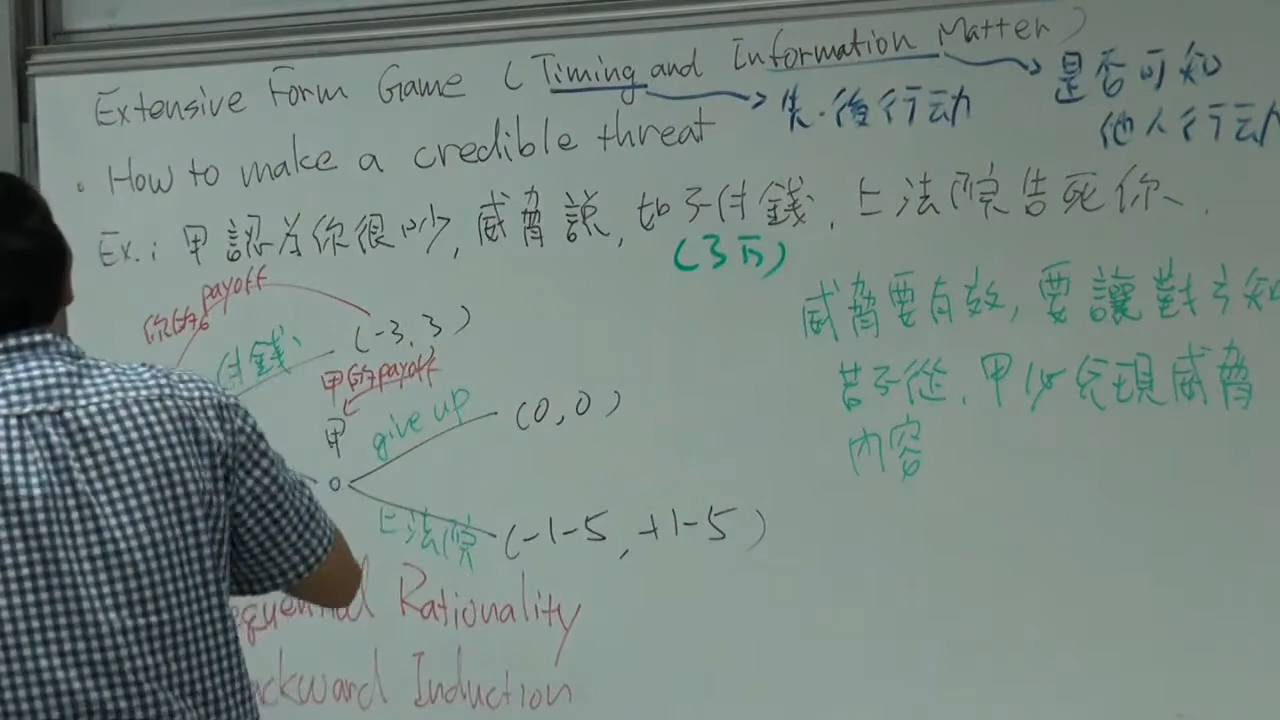 Extensive Form Game (Timing and Information Matter)
先.後行动
是否可知
他人行动
• How to make a credible threat
Ex.: 甲認為你很吵, 威脅說, 如不付錢, 上法院告死你.
(3万)
威脅要有效, 要讓對方知
若不從, 甲必兌現威脅
內容
你的 payoff
付錢
(-3, 3)
甲的payoff
甲
give up
(0, 0)
上法院
(-1-5, +1-5)
Rationality
Induction